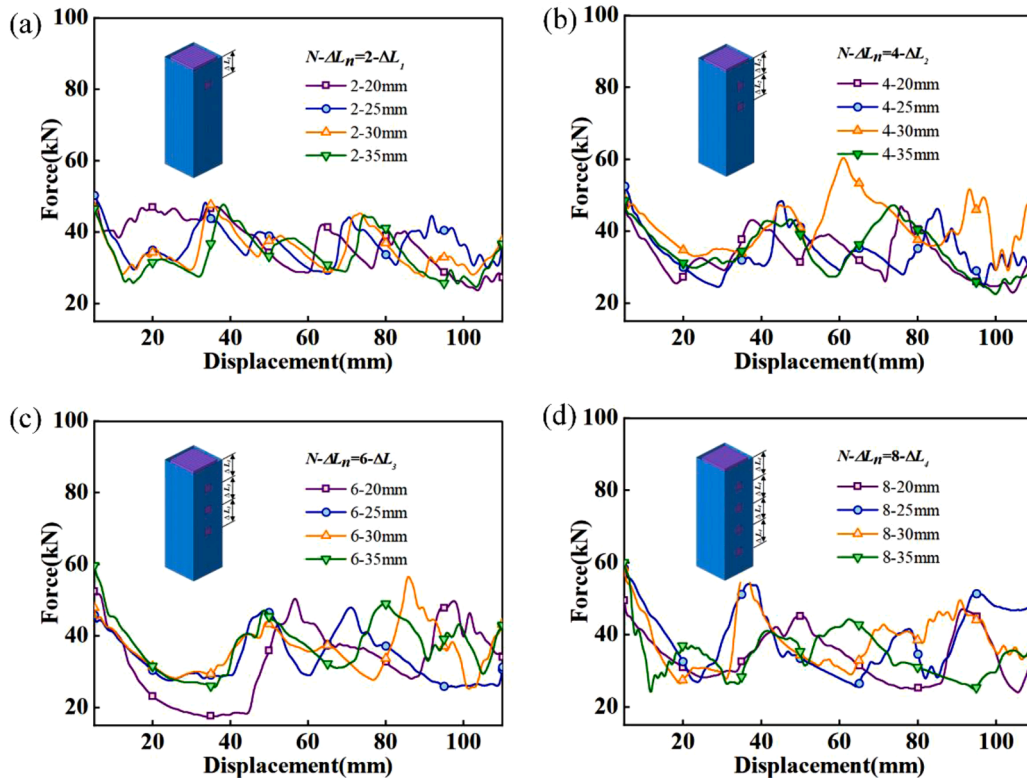 (a)
N-ΔLn=2-ΔL1
2-20mm
2-25mm
2-30mm
2-35mm
ΔL1
Force(kN)
100
80
60
40
20
20 40 60 80 100
Displacement(mm)
(b)
N-ΔLn=4-ΔL2
4-20mm
4-25mm
4-30mm
4-35mm
Force(kN)
100
80
60
40
20
20 40 60 80 100
Displacement(mm)
(c)
N-ΔLn=6-ΔL3
6-20mm
6-25mm
6-30mm
6-35mm
Force(kN)
100
80
60
40
20
20 40 60 80 100
Displacement(mm)
(d)
N-ΔLn=8-ΔL4
8-20mm
8-25mm
8-30mm
8-35mm
Force(kN)
100
80
60
40
20
20 40 60 80 100
Displacement(mm)